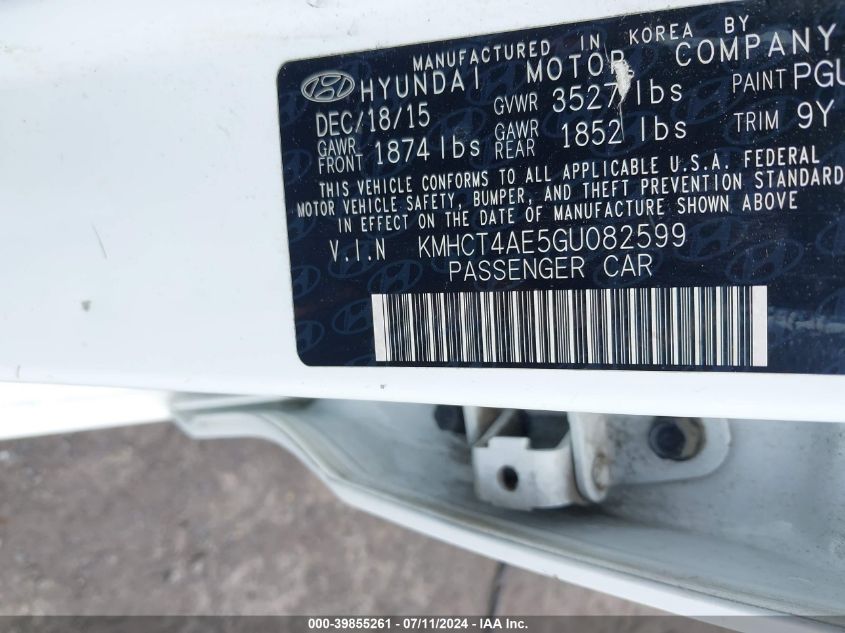 MANUFACTURED IN KOREA BY
HYUNDAI MOTOR COMPANY
DEC/18/15 GVWR 3527 lbs PAINT PGU
GAWR FRONT 1874 lbs GAWR REAR 1852 lbs TRIM 9Y
THIS VEHICLE CONFORMS TO ALL APPLICABLE U.S.A. FEDERAL
MOTOR VEHICLE SAFETY, BUMPER, AND THEFT PREVENTION STANDARD
IN EFFECT ON THE DATE OF MANUFACTURE SHOWN ABOVE
V.I.N KMHCT4AE5GU082599
PASSENGER CAR
000-39855261 - 07/11/2024 - IAA Inc.